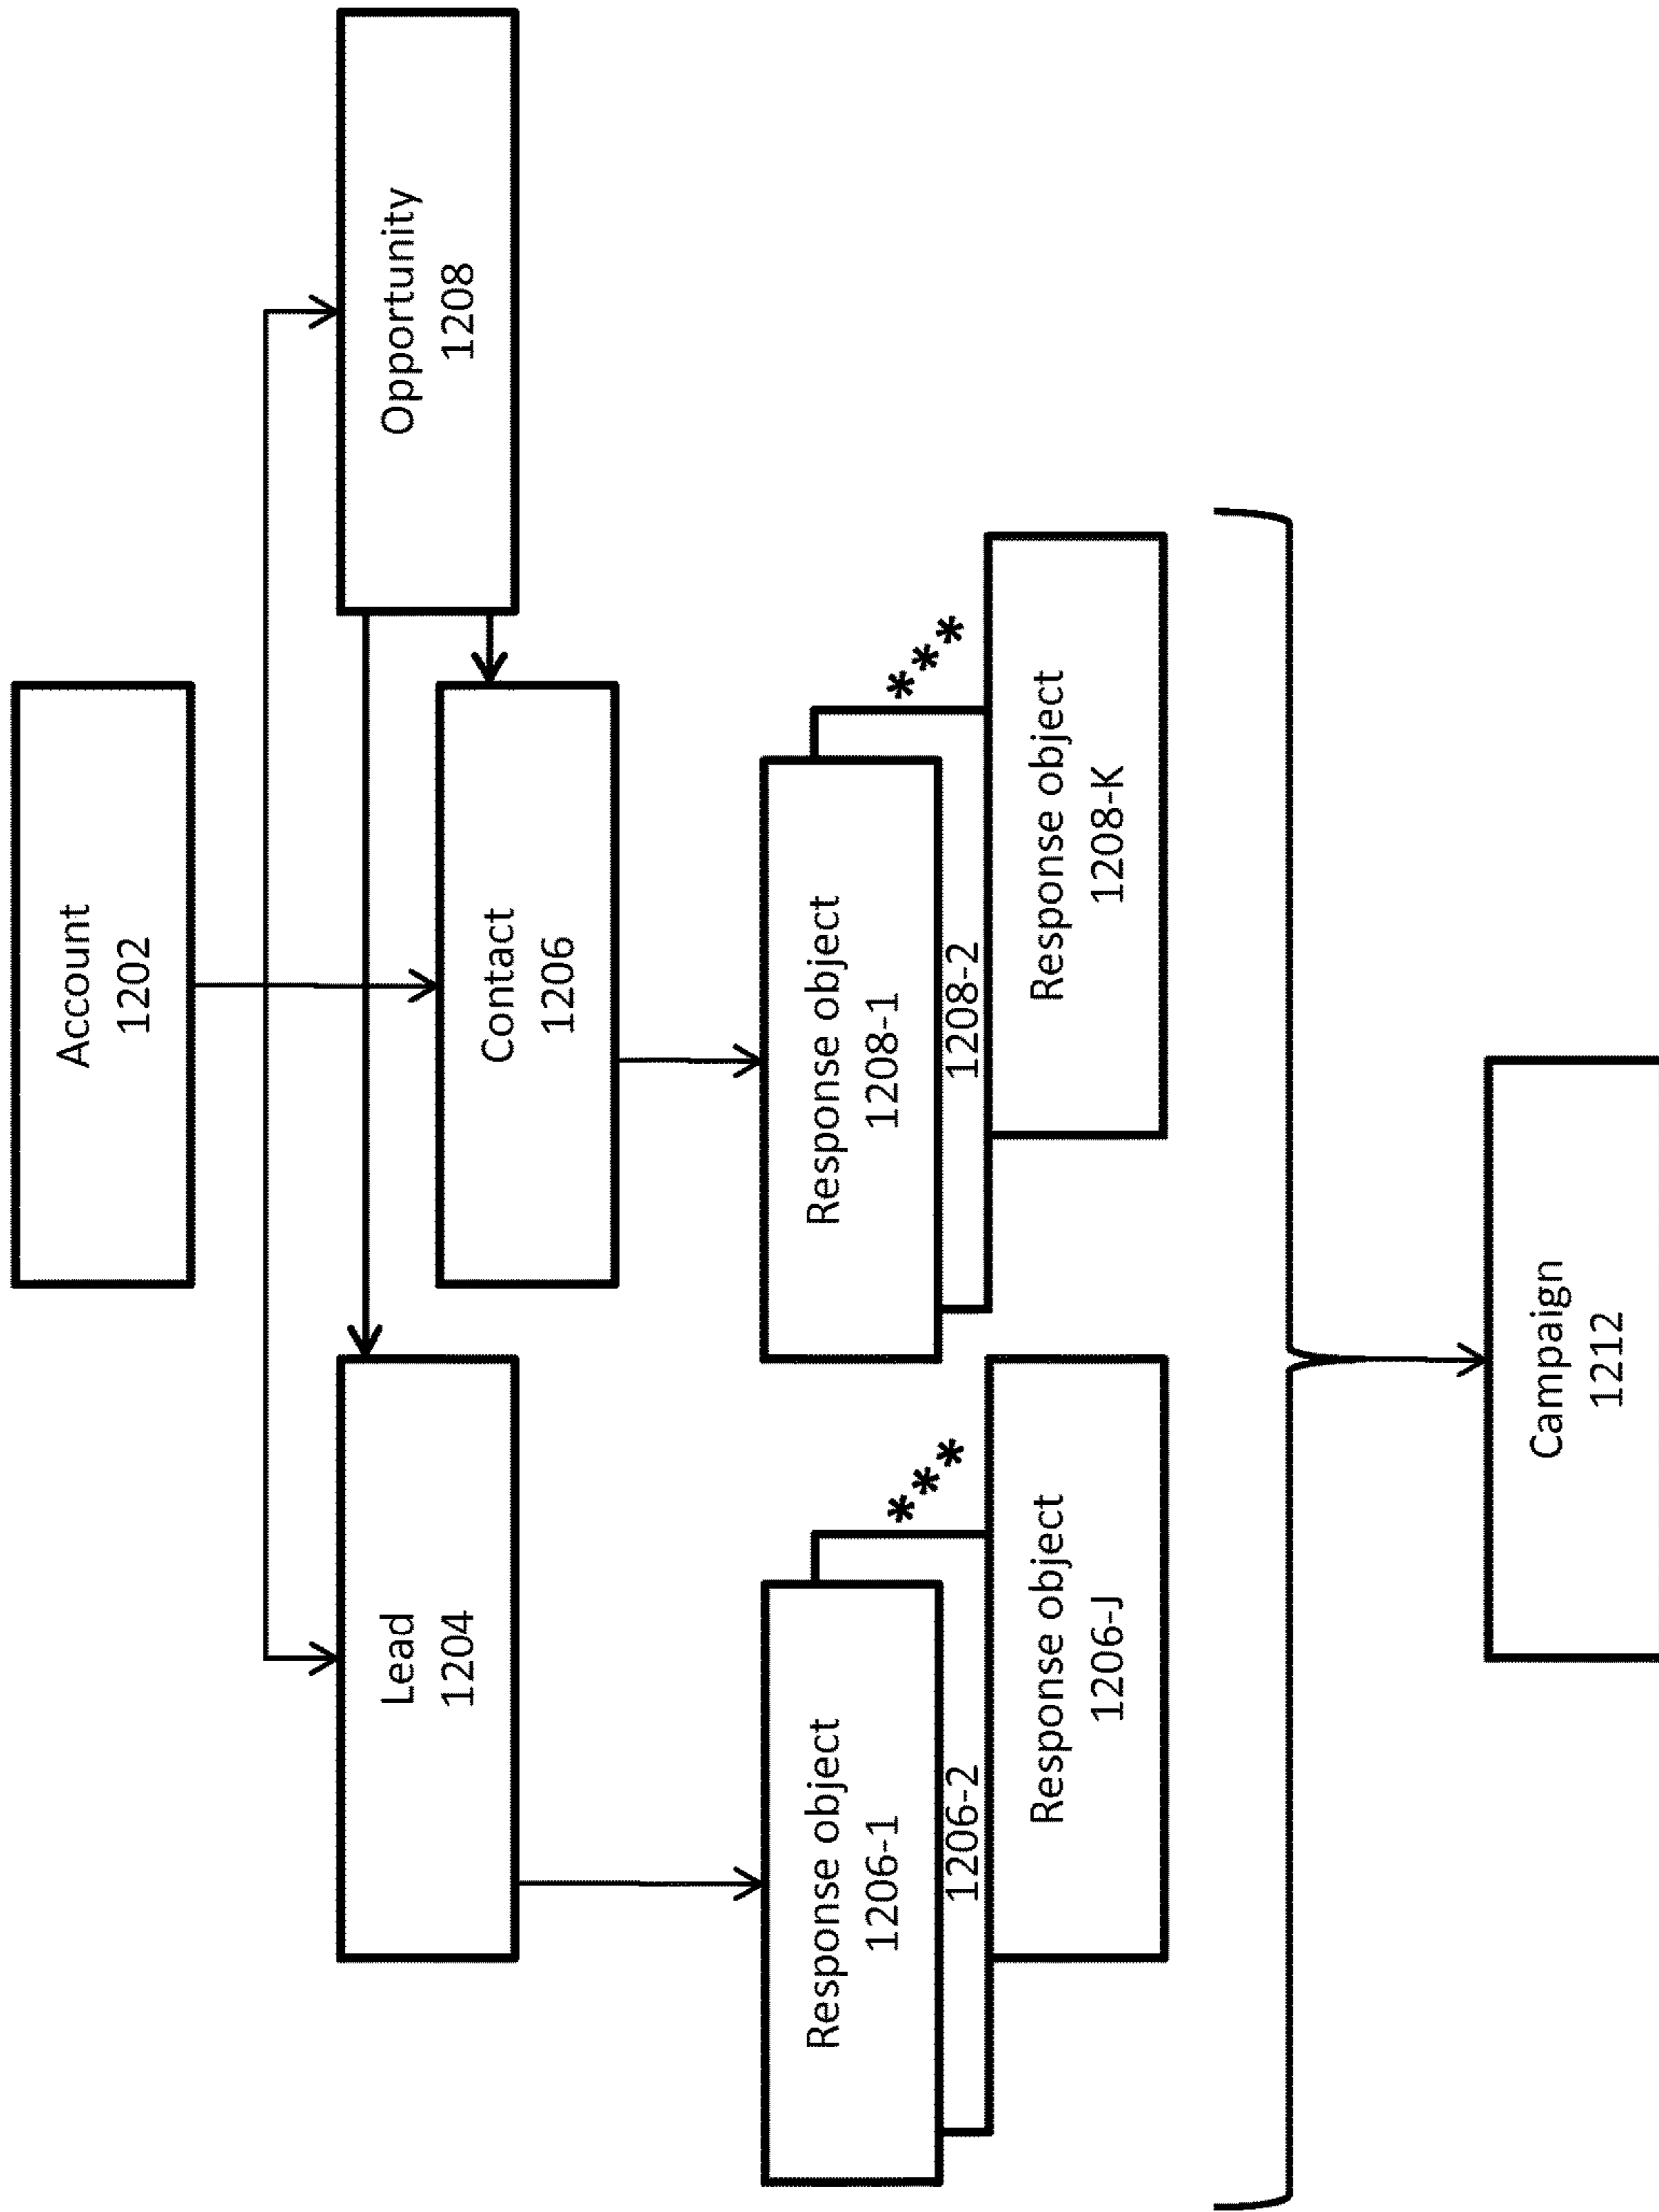 Account
1202
Lead
1204
Contact
1206
Opportunity
1208
Response object
1206-1
1206-2
Response object
1206-J
* * *
Response object
1208-1
1208-2
Response object
1208-K
* * *
Campaign
1212